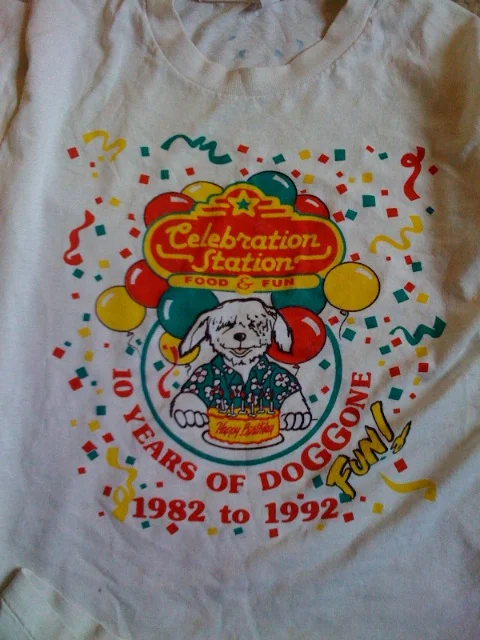 Celebration
Station
FOOD & FUN
Happy Birthday
10 YEARS OF DOGGONE
FUN!
1982 to 1992